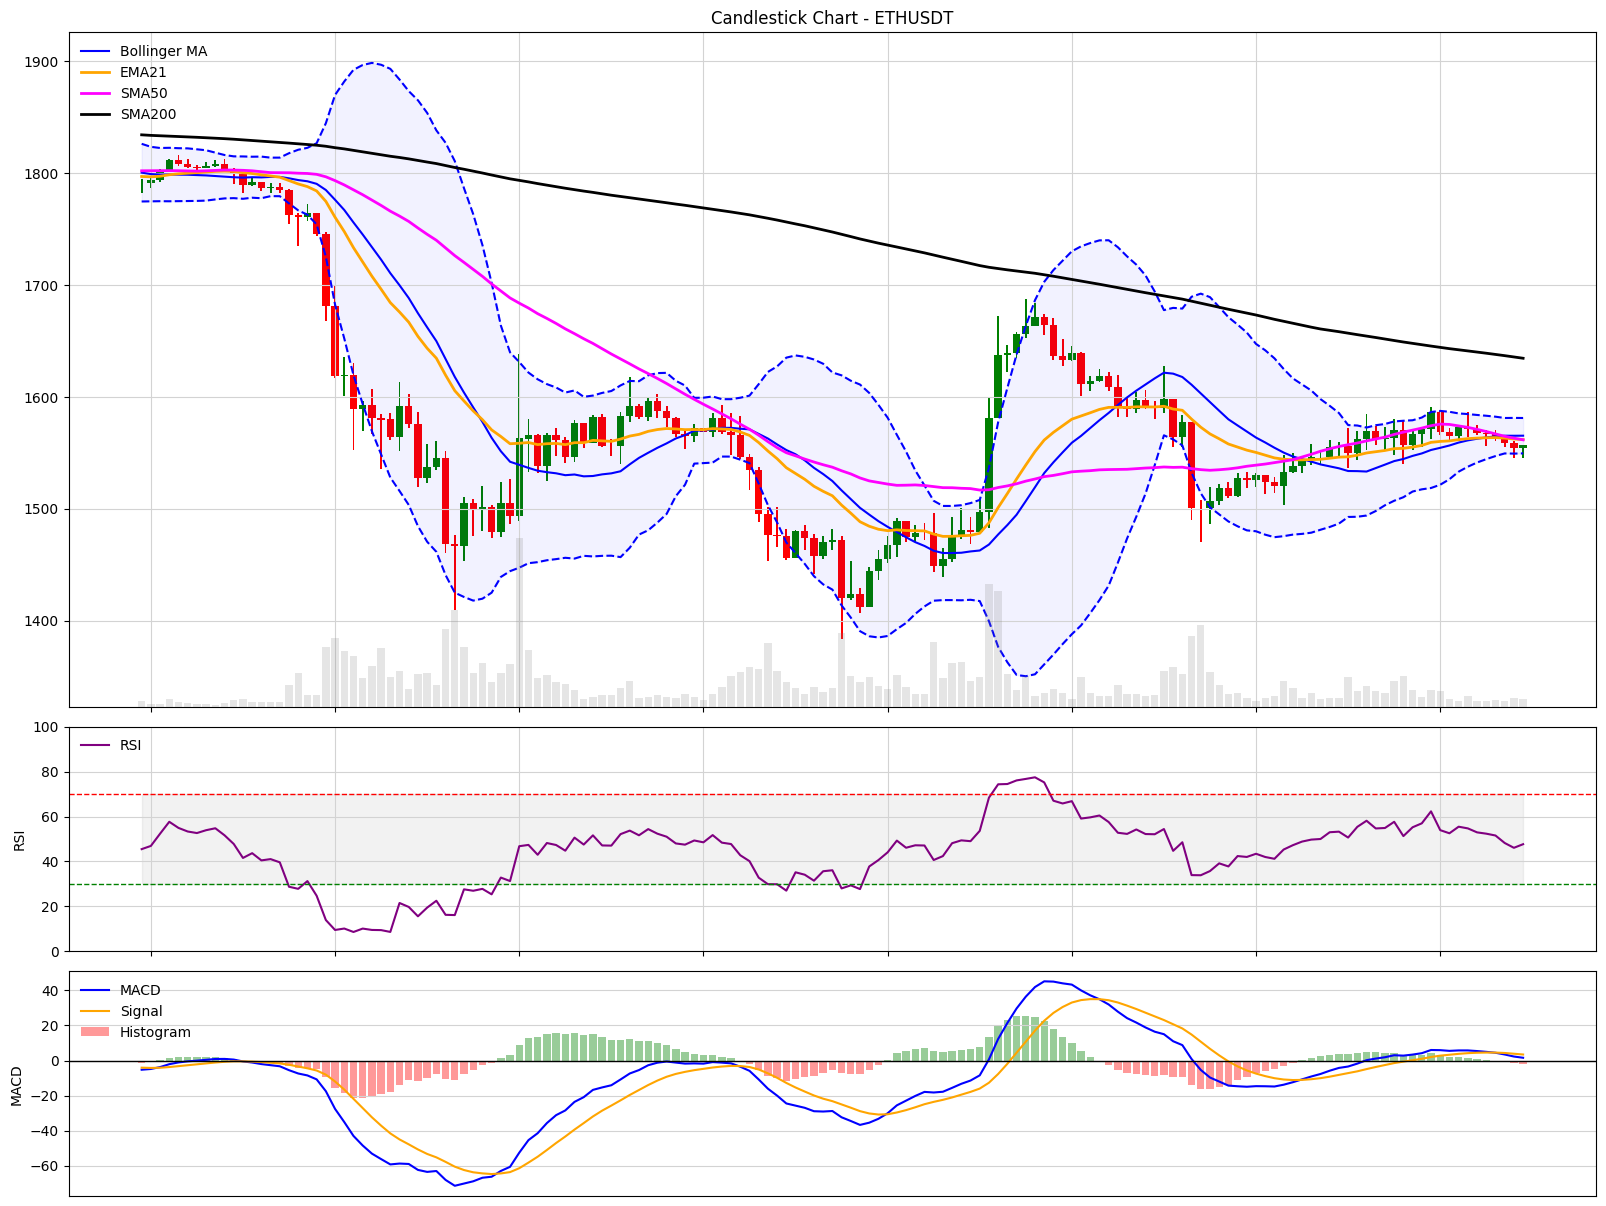 Candlestick Chart - ETHUSDT
Bollinger MA
EMA21
SMA50
SMA200
1900
1800
1700
1600
1500
1400
RSI
100
80
60
40
20
0
RSI
MACD
Signal
Histogram
40
20
0
−20
−40
−60
MACD